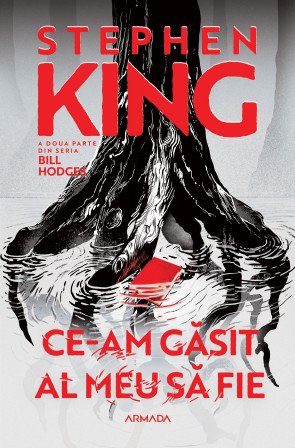 STEPHEN
KING
A DOUA PARTE
DIN SERIA
BILL
HODGES
CE-AM GĂSIT
AL MEU SĂ FIE
ARMADA